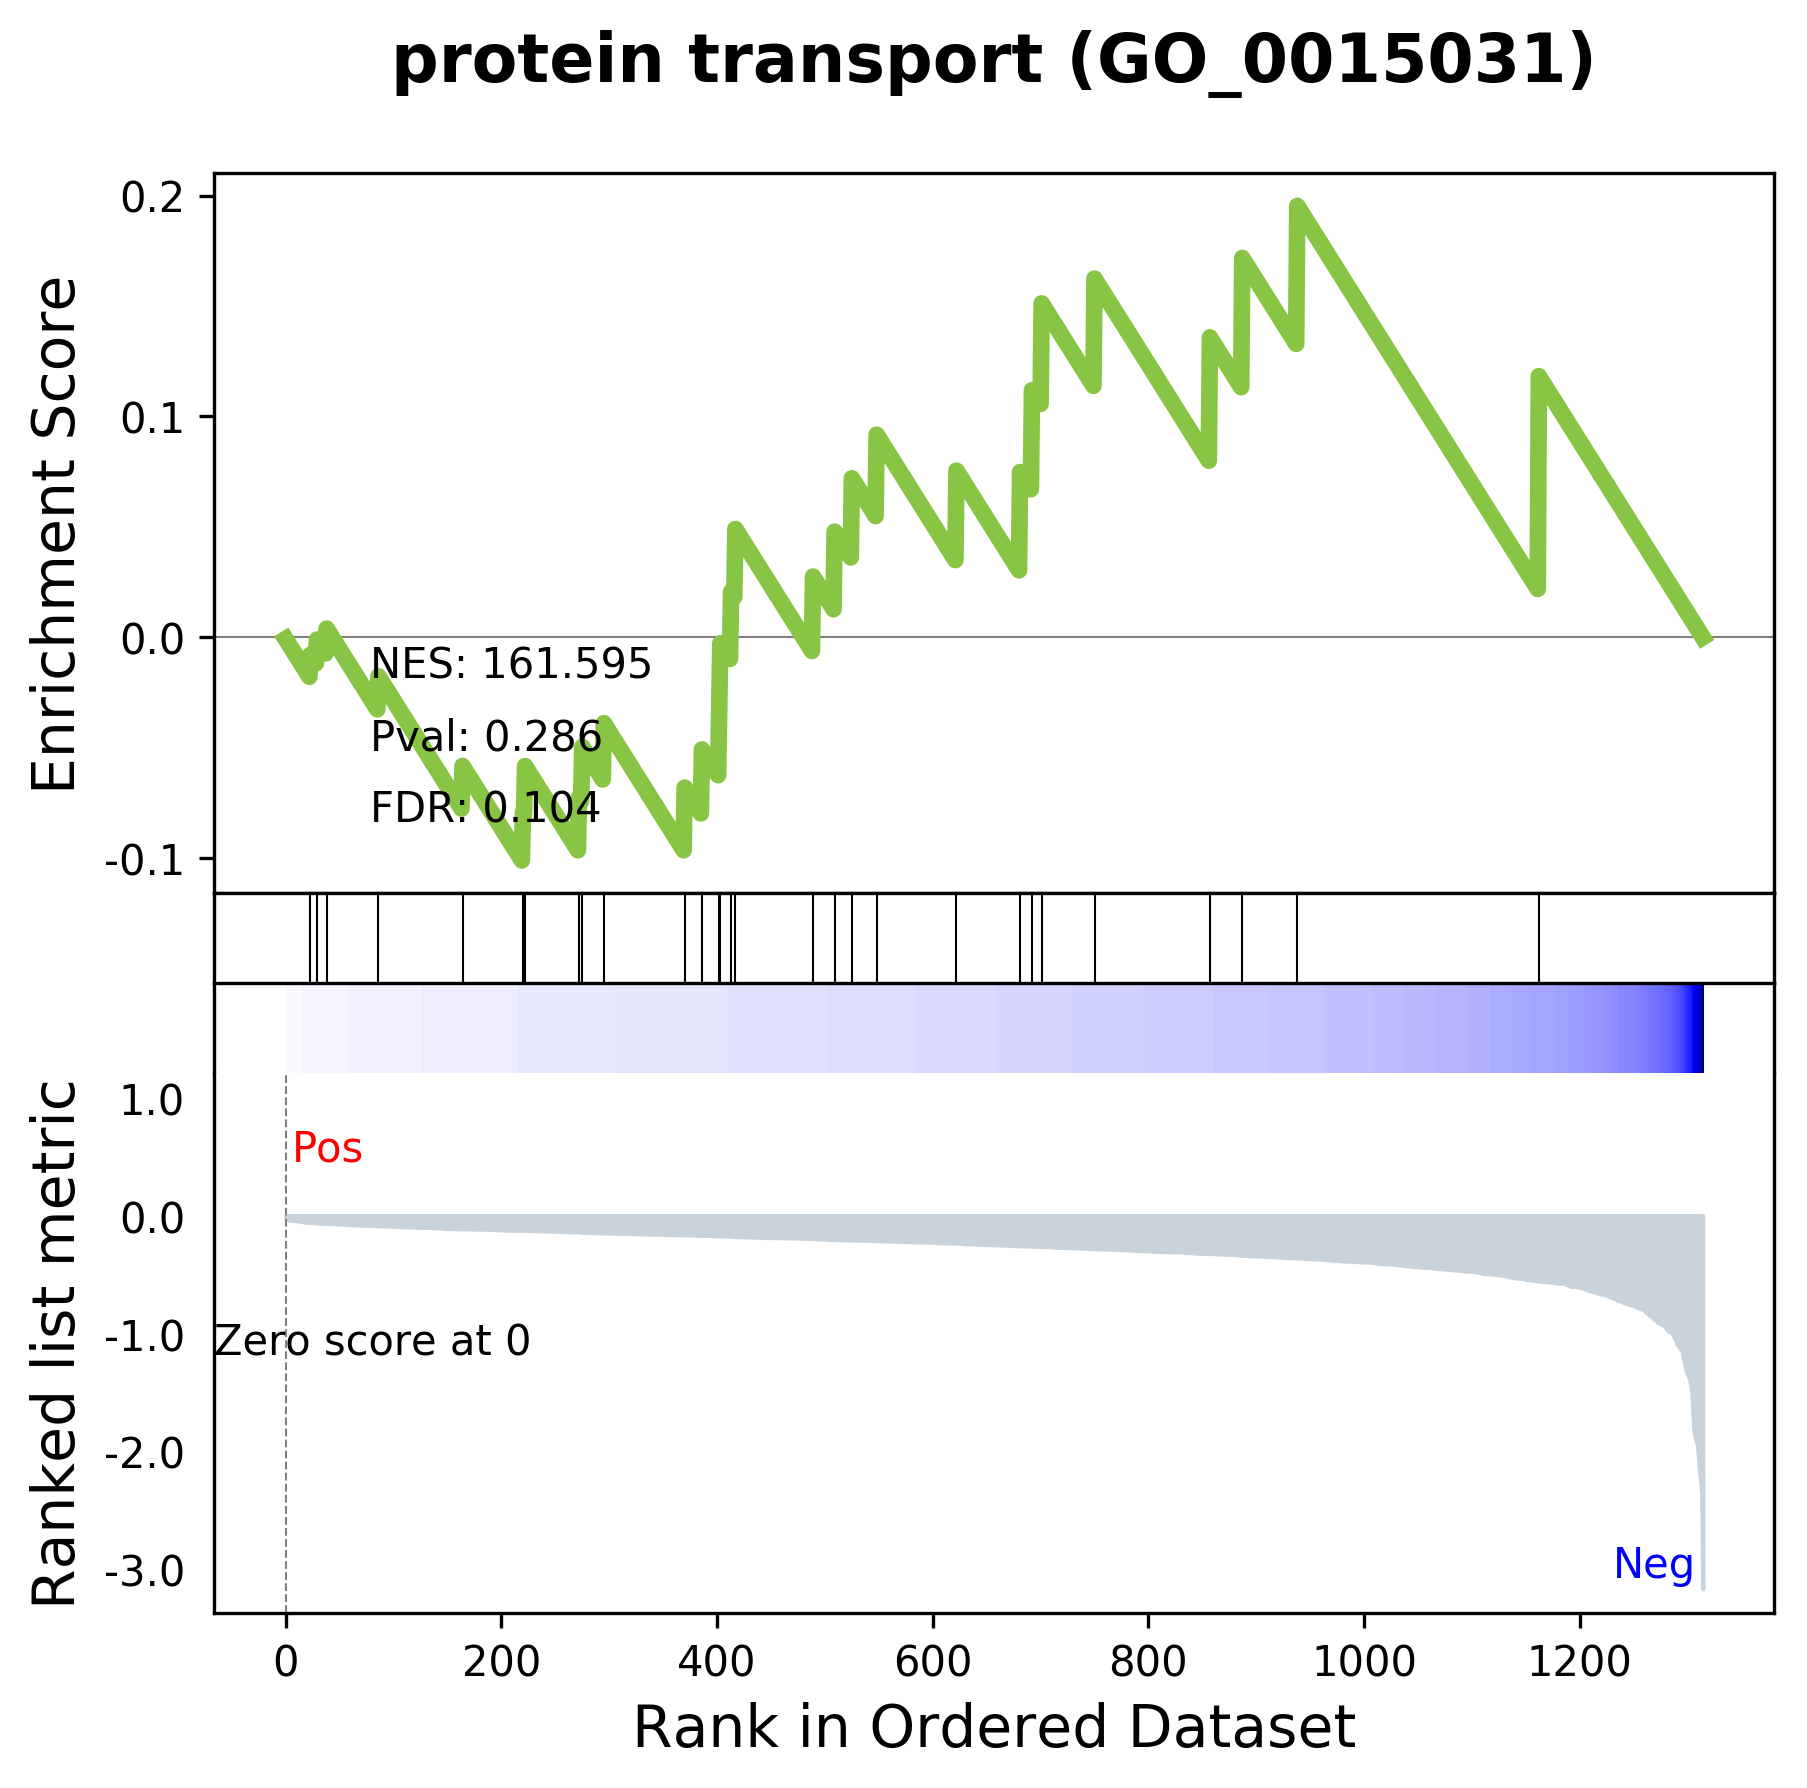 protein transport (GO_0015031)
Enrichment Score
0.2
0.1
0.0
-0.1
NES: 161.595
Pval: 0.286
FDR: 0.104
Ranked list metric
1.0
0.0
-1.0
-2.0
-3.0
Pos
Zero score at 0
Neg
0 200 400 600 800 1000 1200
Rank in Ordered Dataset